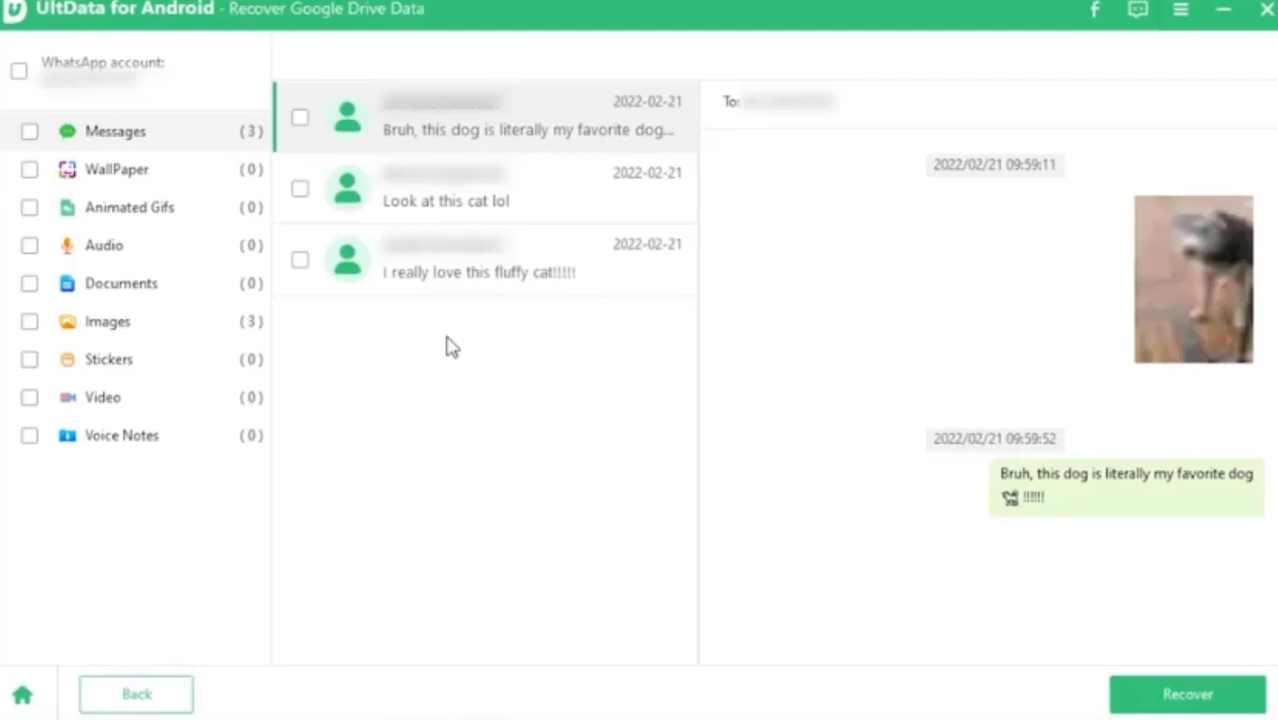 UltData for Android - Recover Google Drive Data
WhatsApp account:
Messages (3)
WallPaper (0)
Animated Gifs (0)
Audio (0)
Documents (0)
Images (3)
Stickers (0)
Video (0)
Voice Notes (0)
2022-02-21
Bruh, this dog is literally my favorite dog...
2022-02-21
Look at this cat lol
2022-02-21
I really love this fluffy cat!!!!!
To:
2022/02/21 09:59:11
2022/02/21 09:59:52
Bruh, this dog is literally my favorite dog
🐕 !!!!!!
Back
Recover